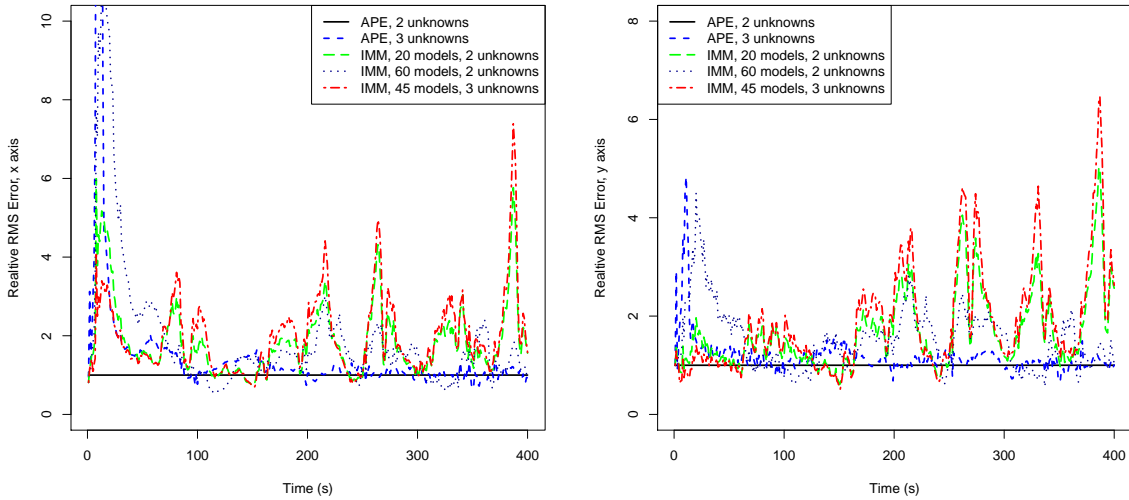 Realtive RMS Error, x axis
10
8
6
4
2
0
APE, 2 unknowns
APE, 3 unknowns
IMM, 20 models, 2 unknowns
IMM, 60 models, 2 unknowns
IMM, 45 models, 3 unknowns
0 100 200 300 400
Time (s)
Realtive RMS Error, y axis
8
6
4
2
0
APE, 2 unknowns
APE, 3 unknowns
IMM, 20 models, 2 unknowns
IMM, 60 models, 2 unknowns
IMM, 45 models, 3 unknowns
0 100 200 300 400
Time (s)